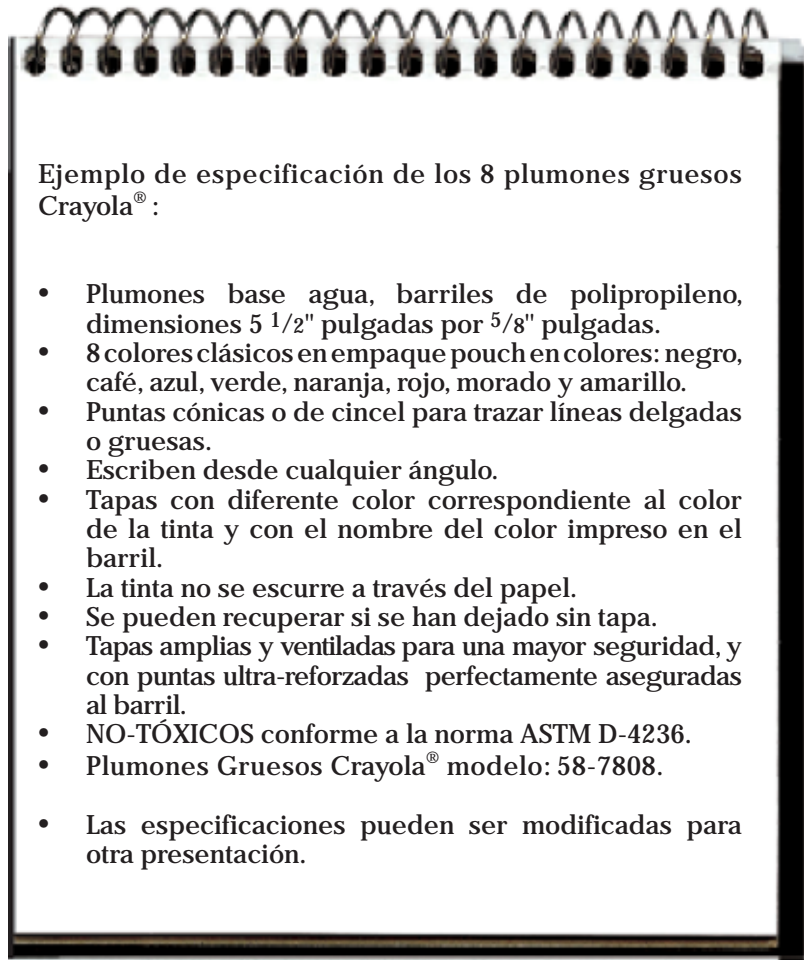 Ejemplo de especificación de los 8 plumones gruesos
Crayola® :
• Plumones base agua, barriles de polipropileno,
dimensiones 5 1/2" pulgadas por 5/8" pulgadas.
• 8 colores clásicos en empaque pouch en colores: negro,
café, azul, verde, naranja, rojo, morado y amarillo.
• Puntas cónicas o de cincel para trazar líneas delgadas
o gruesas.
• Escriben desde cualquier ángulo.
• Tapas con diferente color correspondiente al color
de la tinta y con el nombre del color impreso en el
barril.
• La tinta no se escurre a través del papel.
• Se pueden recuperar si se han dejado sin tapa.
• Tapas amplias y ventiladas para una mayor seguridad, y
con puntas ultra-reforzadas perfectamente aseguradas
al barril.
• NO-TÓXICOS conforme a la norma ASTM D-4236.
• Plumones Gruesos Crayola® modelo: 58-7808.
• Las especificaciones pueden ser modificadas para
otra presentación.